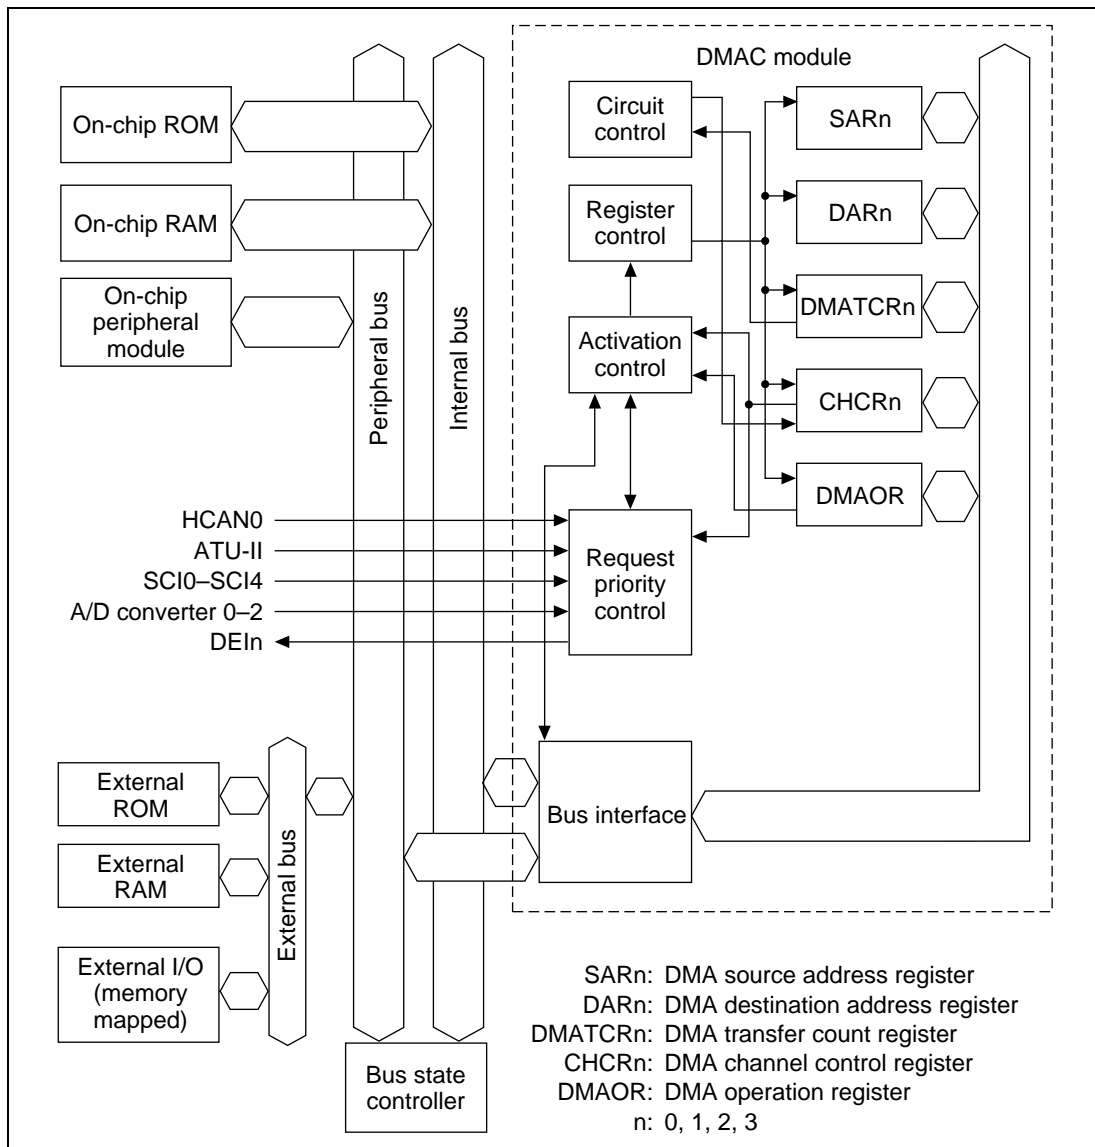 DMAC module
On-chip ROM
Circuit
control
SARn
On-chip RAM
Register
control
DARn
On-chip
peripheral
module
Peripheral bus
Internal bus
Activation
control
DMATCRn
CHCRn
DMAOR
HCAN0
ATU-II
SCI0–SCI4
A/D converter 0–2
DEIn
Request
priority
control
External
ROM
External
RAM
External I/O
(memory
mapped)
External bus
Bus interface
Bus state
controller
SARn: DMA source address register
DARn: DMA destination address register
DMATCRn: DMA transfer count register
CHCRn: DMA channel control register
DMAOR: DMA operation register
n: 0, 1, 2, 3